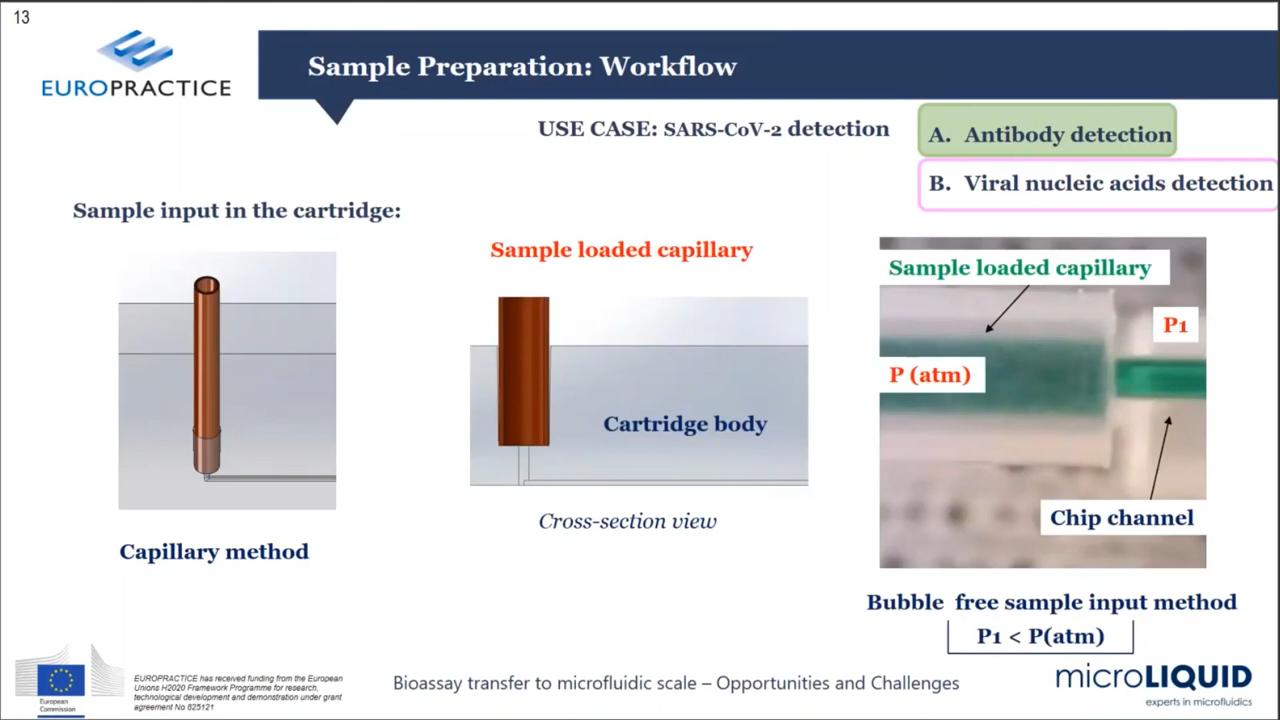 13
EUROPRACTICE
Sample Preparation: Workflow
USE CASE: SARS-CoV-2 detection
A. Antibody detection
B. Viral nucleic acids detection
Sample input in the cartridge:
Capillary method
Sample loaded capillary
Cartridge body
Cross-section view
Sample loaded capillary
P1
P (atm)
Chip channel
Bubble free sample input method
P1 < P(atm)
European
Commission
EUROPRACTICE has received funding from the European
Unions H2020 Framework Programme for research,
technological development and demonstration under grant
agreement No 825121
Bioassay transfer to microfluidic scale – Opportunities and Challenges
microLIQUID
experts in microfluidics